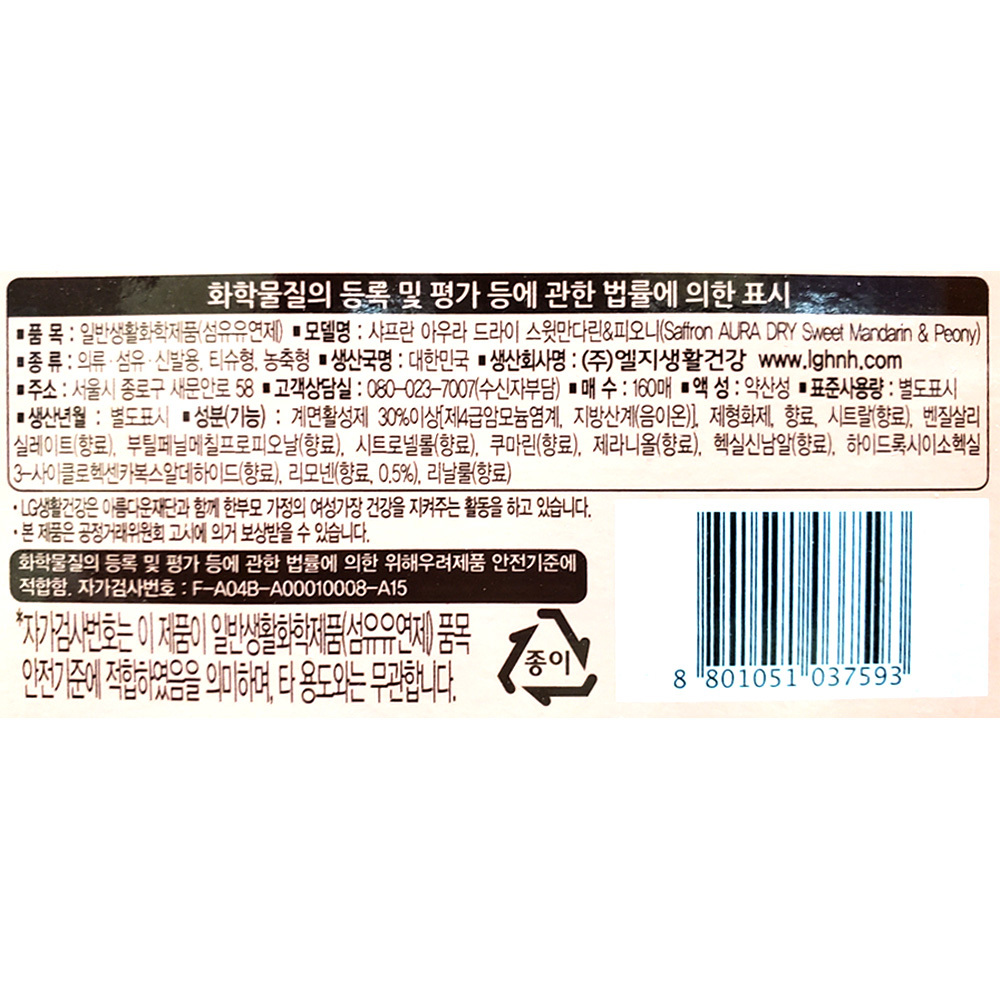 화학물질의 등록 및 평가 등에 관한 법률에 의한 표시
■품 목 : 일반생활화학제품(섬유유연제) ■모델명 : 샤프란 아우라 드라이 스윗만다린&피오니(Saffron AURA DRY Sweet Mandarin & Peony)
■종 류 : 의류·섬유·신발용, 티슈형, 농축형 ■생산국명 : 대한민국 ■생산회사명 : (주)엘지생활건강 www.lghnh.com
■주소 : 서울시 종로구 새문안로 58 ■고객상담실 : 080-023-7007(수신자부담) ■매 수 : 160매 ■액 성 : 약산성 ■표준사용량 : 별도표시
■생산년월 : 별도표시 ■성분(기능) : 계면활성제 30%이상[제4급암모늄염계, 지방산계(음이온)], 제형화제, 향료, 시트랄(향료), 벤질살리
실레이트(향료), 부틸페닐메칠프로피오날(향료), 시트로넬롤(향료), 쿠마린(향료), 제라니올(향료), 헥실신남알(향료), 하이드록시이소헥실
3-사이클로헥센카복스알데하이드(향료), 리모넨(향료, 0.5%), 리날룰(향료)
· LG생활건강은 아름다운재단과 함께 한부모 가정의 여성가장 건강을 지켜주는 활동을 하고 있습니다.
· 본 제품은 공정거래위원회 고시에 의거 보상받을 수 있습니다.
화학물질의 등록 및 평가 등에 관한 법률에 의한 위해우려제품 안전기준에
적합함. 자가검사번호 : F-A04B-A00010008-A15
*자가검사번호는 이 제품이 일반생활화학제품(섬유유연제) 품목
안전기준에 적합하였음을 의미하며, 타 용도와는 무관합니다.
종이
8 801051 037593